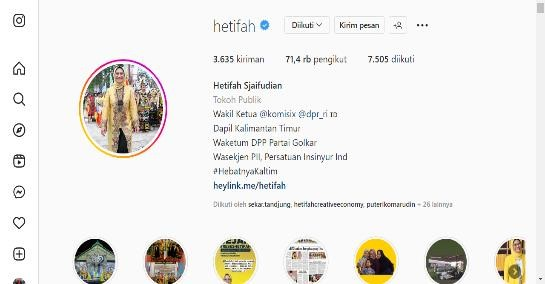 hetifah
Diikuti
Kirim pesan
3.635 kiriman 71,4 rb pengikut 7.505 diikuti
Hetifah Sjaifudian
Tokoh Publik
Wakil Ketua @komisix @dpr_ri
Dapil Kalimantan Timur
Waketum DPP Partai Golkar
Wasekjen PII, Persatuan Insinyur Ind
#HebatnyaKaltim
heylink.me/hetifah
Diikuti oleh sekar.tandjung, hetifahcreativeeconomy, puterikomarudin + 26 lainnya